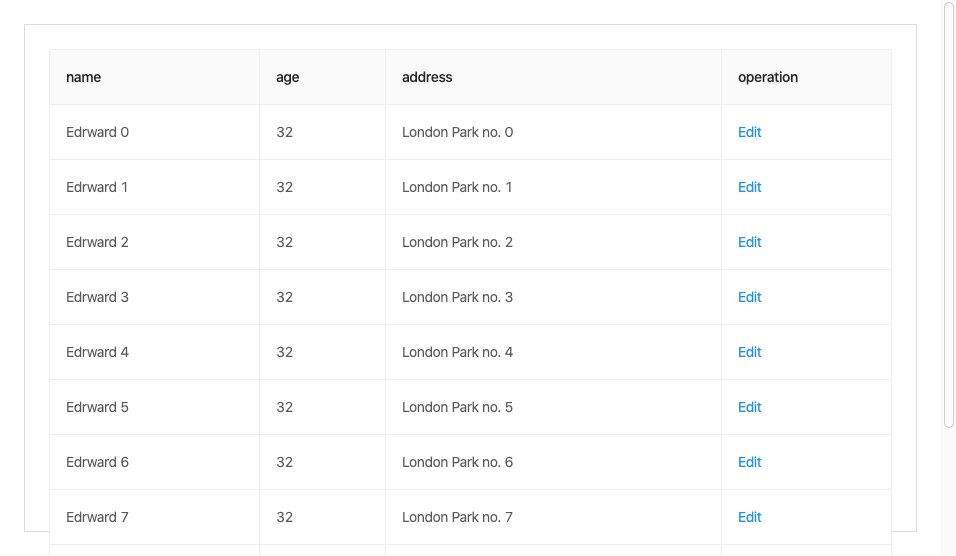 name age address operation
Edrward 0 32 London Park no. 0 Edit
Edrward 1 32 London Park no. 1 Edit
Edrward 2 32 London Park no. 2 Edit
Edrward 3 32 London Park no. 3 Edit
Edrward 4 32 London Park no. 4 Edit
Edrward 5 32 London Park no. 5 Edit
Edrward 6 32 London Park no. 6 Edit
Edrward 7 32 London Park no. 7 Edit